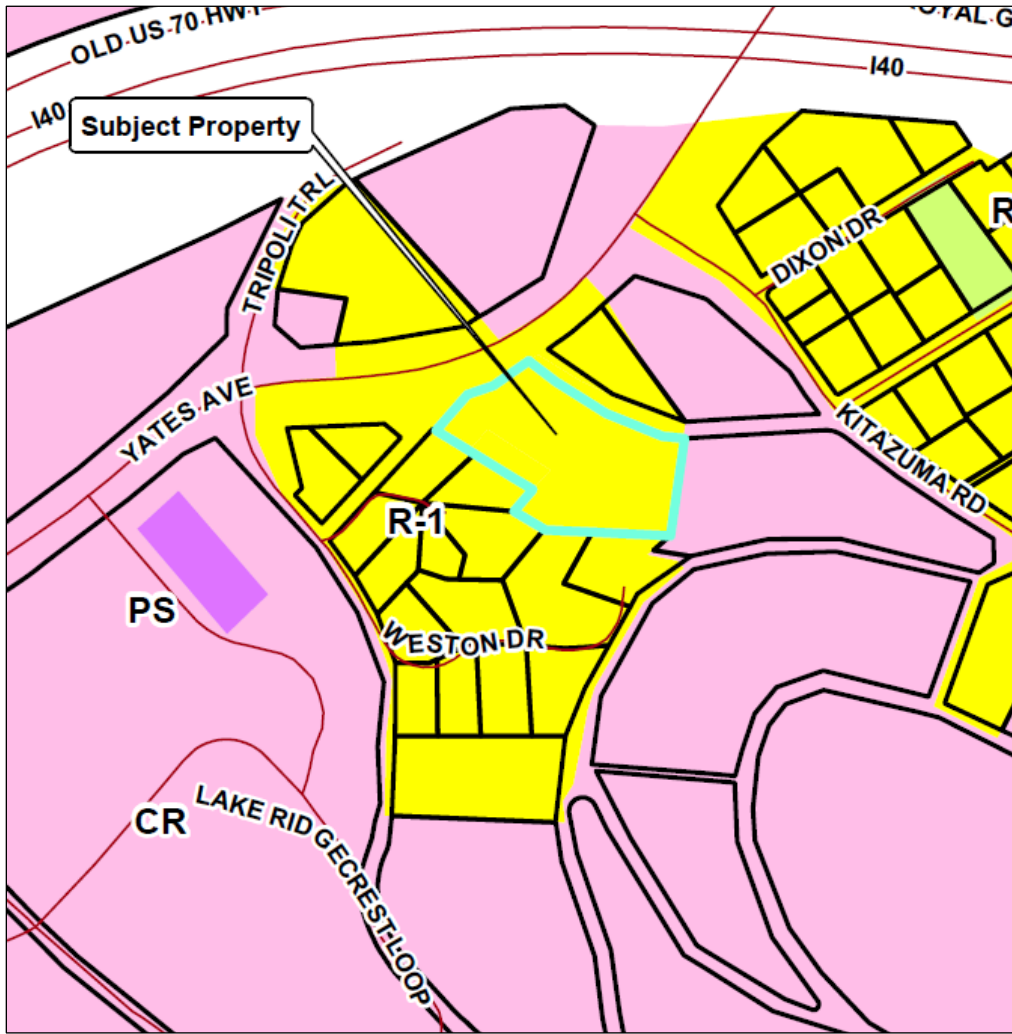 OLD US 70 HWY
ROYAL G
I40
I40
Subject Property
TRIPOLI TRL
R
DIXON DR
YATES AVE
KITAZUMA RD
R-1
PS
WESTON DR
CR
LAKE RIDGECREST LOOP